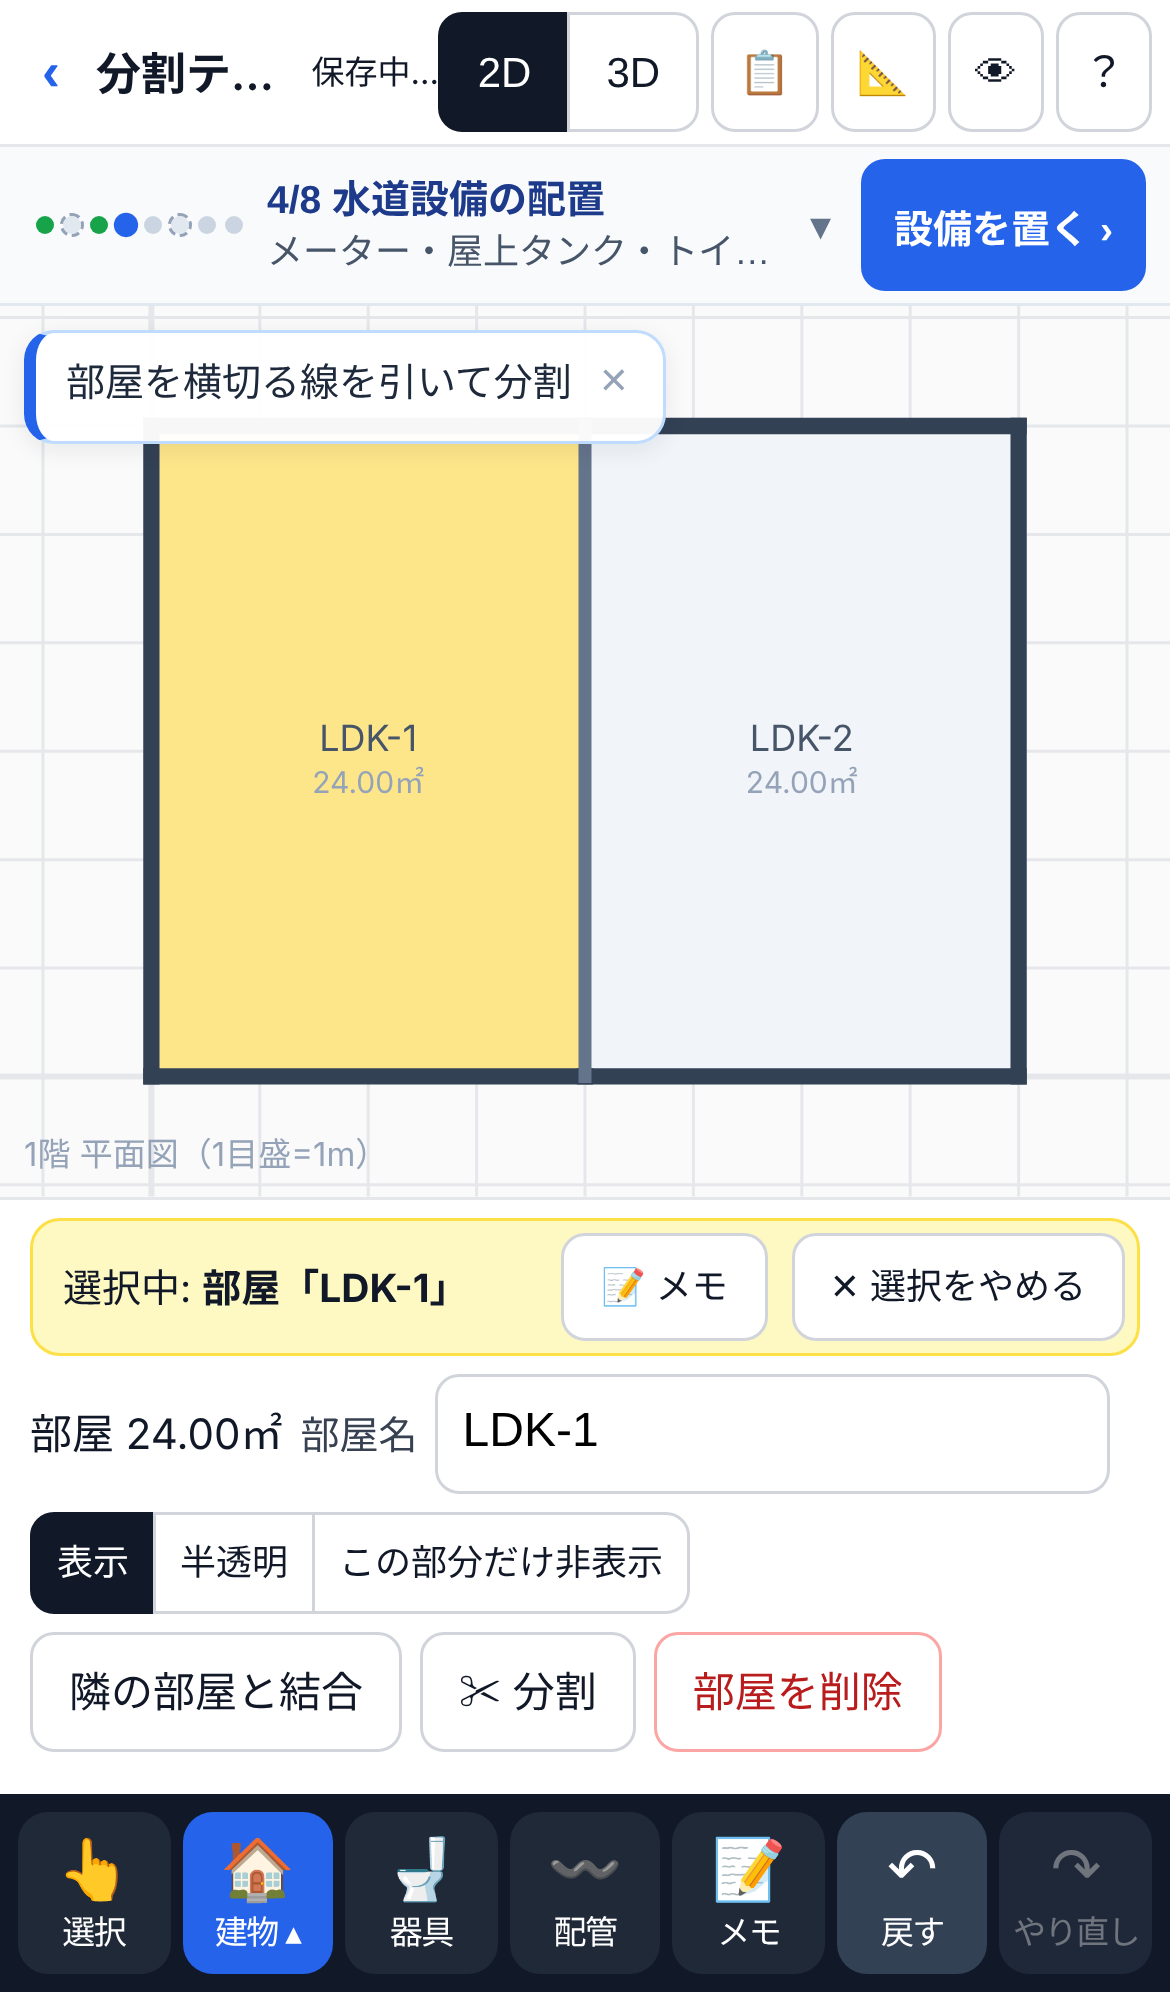 ‹ 分割テ… 保存中… 2D 3D ?
4/8 水道設備の配置
メーター・屋上タンク・トイ… ▼
設備を置く ›
部屋を横切る線を引いて分割 ×
LDK-1
24.00㎡
LDK-2
24.00㎡
1階 平面図（1目盛=1m）
選択中: 部屋「LDK-1」 メモ ✕ 選択をやめる
部屋 24.00㎡ 部屋名 LDK-1
表示 半透明 この部分だけ非表示
隣の部屋と結合 ✂ 分割 部屋を削除
選択 建物▲ 器具 配管 メモ 戻す やり直し